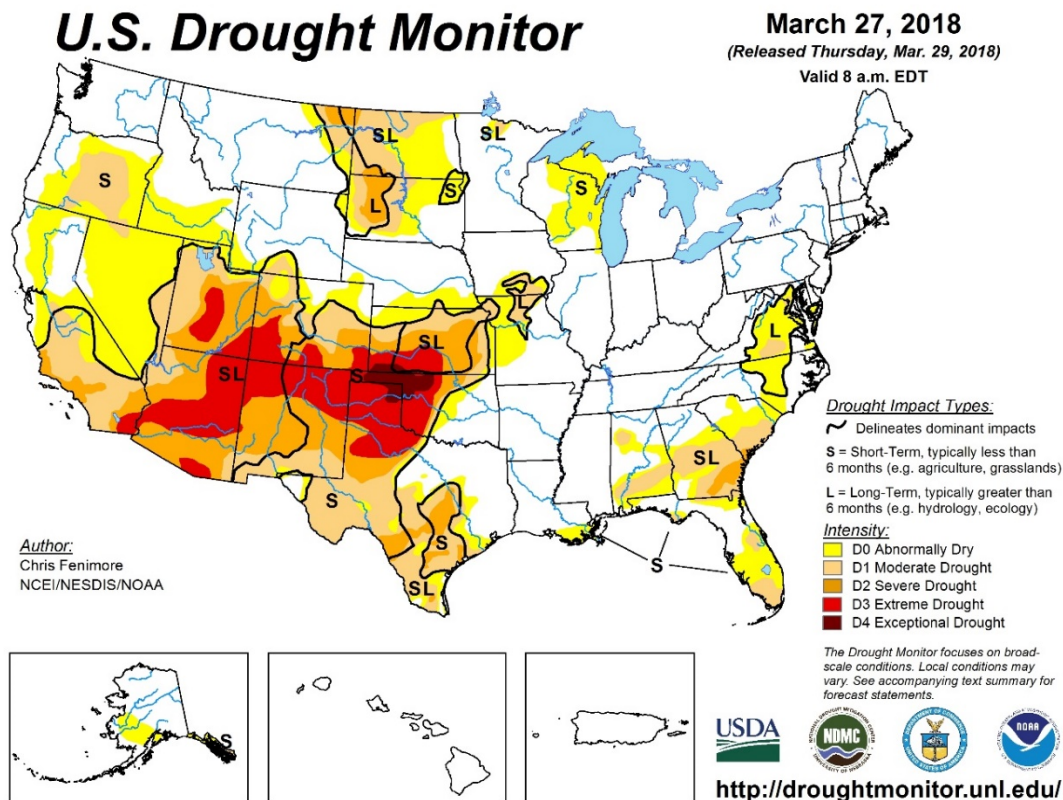 U.S. Drought Monitor
March 27, 2018
(Released Thursday, Mar. 29, 2018)
Valid 8 a.m. EDT
SL
SL
S
S
S
L
L
SL
L
SL
S
SL
S
S
SL
S
Drought Impact Types:
Delineates dominant impacts
S = Short-Term, typically less than
6 months (e.g. agriculture, grasslands)
L = Long-Term, typically greater than
6 months (e.g. hydrology, ecology)
Intensity:
D0 Abnormally Dry
D1 Moderate Drought
D2 Severe Drought
D3 Extreme Drought
D4 Exceptional Drought
Author:
Chris Fenimore
NCEI/NESDIS/NOAA
The Drought Monitor focuses on broad-
scale conditions. Local conditions may
vary. See accompanying text summary for
forecast statements.
S
USDA
NDMC
NOAA
http://droughtmonitor.unl.edu/